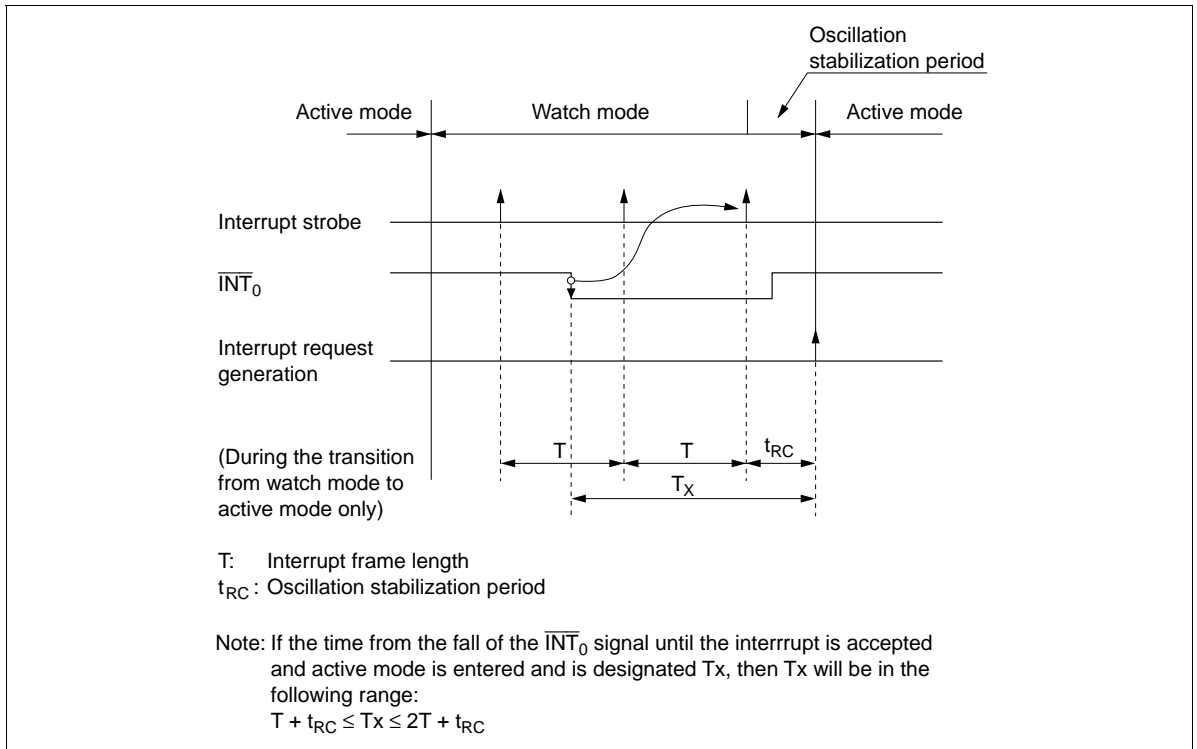 Oscillation
stabilization period
Active mode Watch mode Active mode
Interrupt strobe
I̅N̅T̅₀
Interrupt request
generation
T T tRC
(During the transition
from watch mode to
active mode only)
TX
T: Interrupt frame length
tRC : Oscillation stabilization period
Note: If the time from the fall of the I̅N̅T̅₀ signal until the interrrupt is accepted
and active mode is entered and is designated Tx, then Tx will be in the
following range:
T + tRC ≤ Tx ≤ 2T + tRC